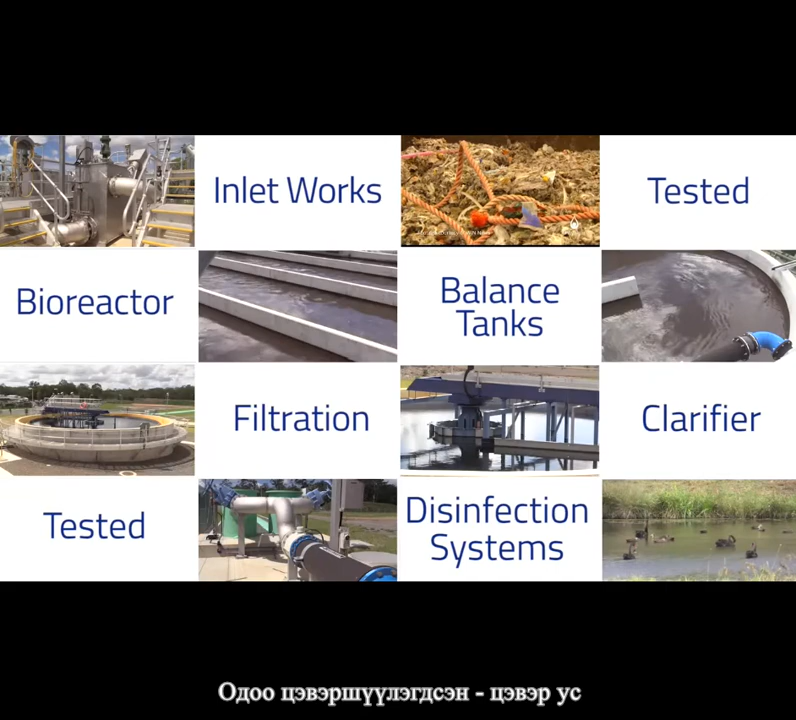 Inlet Works
Tested
Bioreactor
Balance
Tanks
Filtration
Clarifier
Tested
Disinfection
Systems
Одоо цэвэршүүлэгдсэн - цэвэр ус